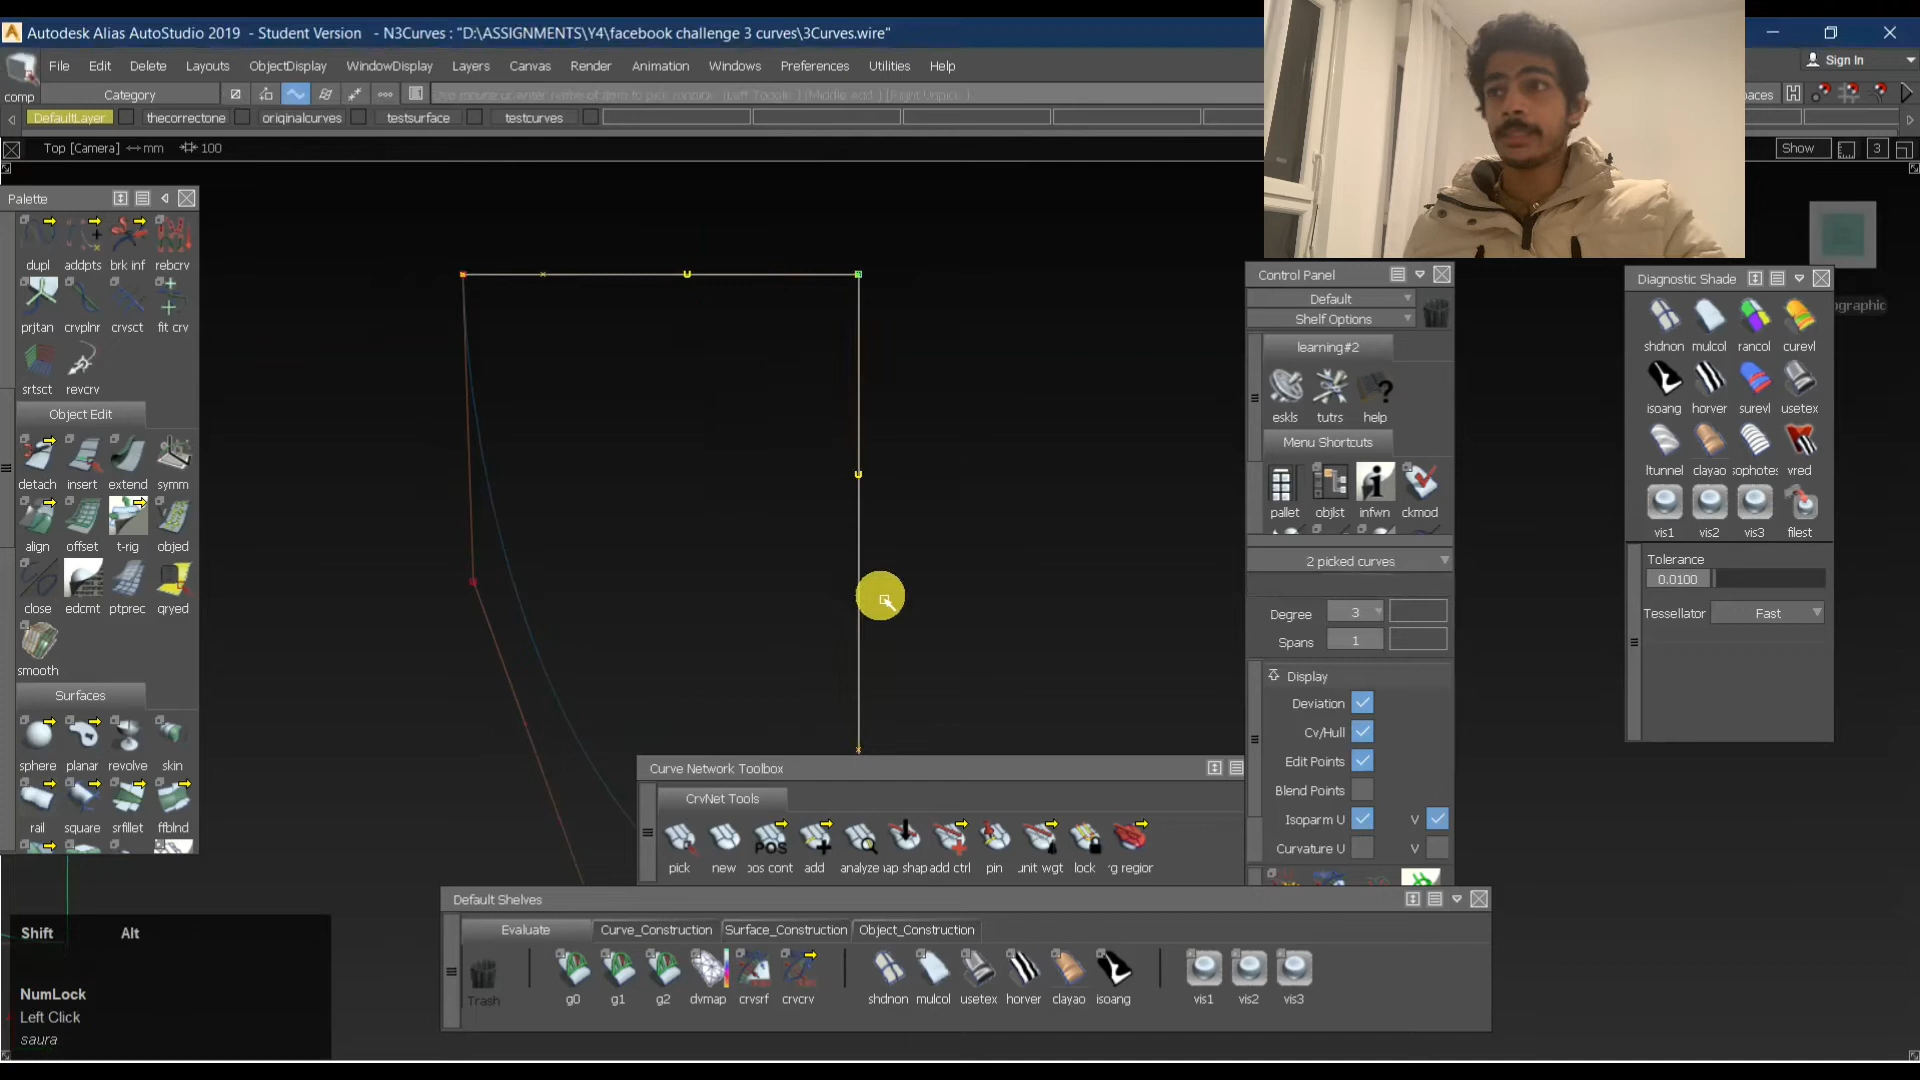 Autodesk Alias AutoStudio 2019 - Student Version - N3Curves : "D:\ASSIGNMENTS\Y4\facebook challenge 3 curves\3Curves.wire"
File Edit Delete Layouts ObjectDisplay WindowDisplay Layers Canvas Render Animation Windows Preferences Utilities Help
Sign In
comp Category
paces
DefaultLayer thecorrectone originalcurves testsurface testcurves
Top [Camera] mm 100
Show 3
Palette
dupl addpts brk inf rebcrv
prjtan crvplnr crvsct fit crv
srtsct revcrv
Object Edit
detach insert extend symm
align offset t-rig objed
close edcmt ptprec qryed
smooth
Surfaces
sphere planar revolve skin
rail square srfillet ffblnd
Control Panel
Default
Shelf Options
learning#2
eskls tutrs help
Menu Shortcuts
pallet objlst infwn ckmod
2 picked curves
Degree 3
Spans 1
Display
Deviation
Cv/Hull
Edit Points
Blend Points
Isoparm U V
Curvature U V
Diagnostic Shade
ographic
shdnon mulcol rancol curevl
isoang horver surevl usetex
ltunnel clayao sophotes vred
vis1 vis2 vis3 filest
Tolerance
0.0100
Tessellator Fast
Curve Network Toolbox
CrvNet Tools
pick new pos cont add analyze nap shap add ctrl pin unit wgt lock rg region
POS
Default Shelves
Evaluate Curve_Construction Surface_Construction Object_Construction
Trash g0 g1 g2 dvmap crvsrf crvcrv shdnon mulcol usetex horver clayao isoang vis1 vis2 vis3
Shift Alt
NumLock
Left Click
saura